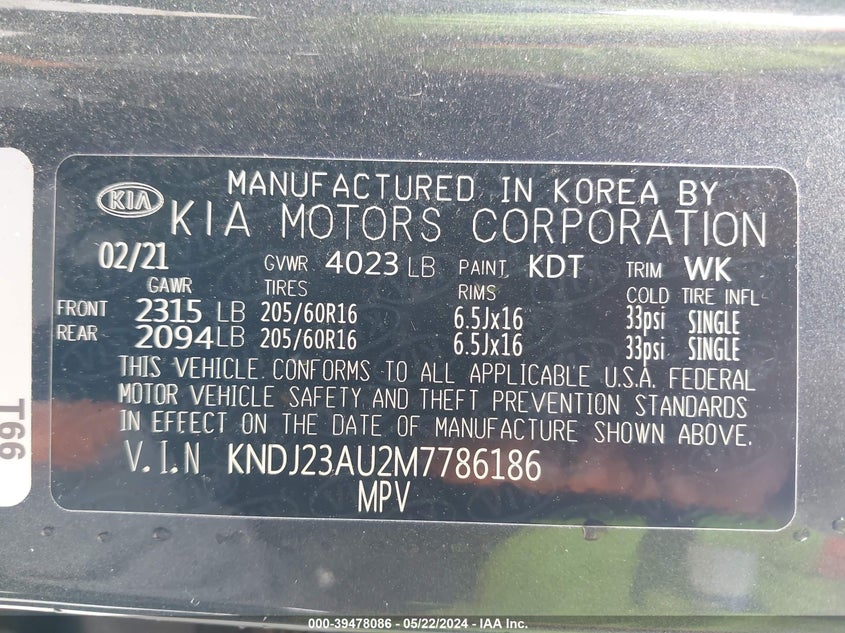 MANUFACTURED IN KOREA BY
KIA KIA MOTORS CORPORATION
02/21 GVWR 4023 LB PAINT KDT TRIM WK
GAWR TIRES RIMS COLD TIRE INFL
FRONT 2315 LB 205/60R16 6.5Jx16 33psi SINGLE
REAR 2094 LB 205/60R16 6.5Jx16 33psi SINGLE
THIS VEHICLE CONFORMS TO ALL APPLICABLE U.S.A. FEDERAL
MOTOR VEHICLE SAFETY AND THEFT PREVENTION STANDARDS
IN EFFECT ON THE DATE OF MANUFACTURE SHOWN ABOVE.
V.I.N KNDJ23AU2M7786186
MPV
T66
000-39478086 - 05/22/2024 - IAA Inc.